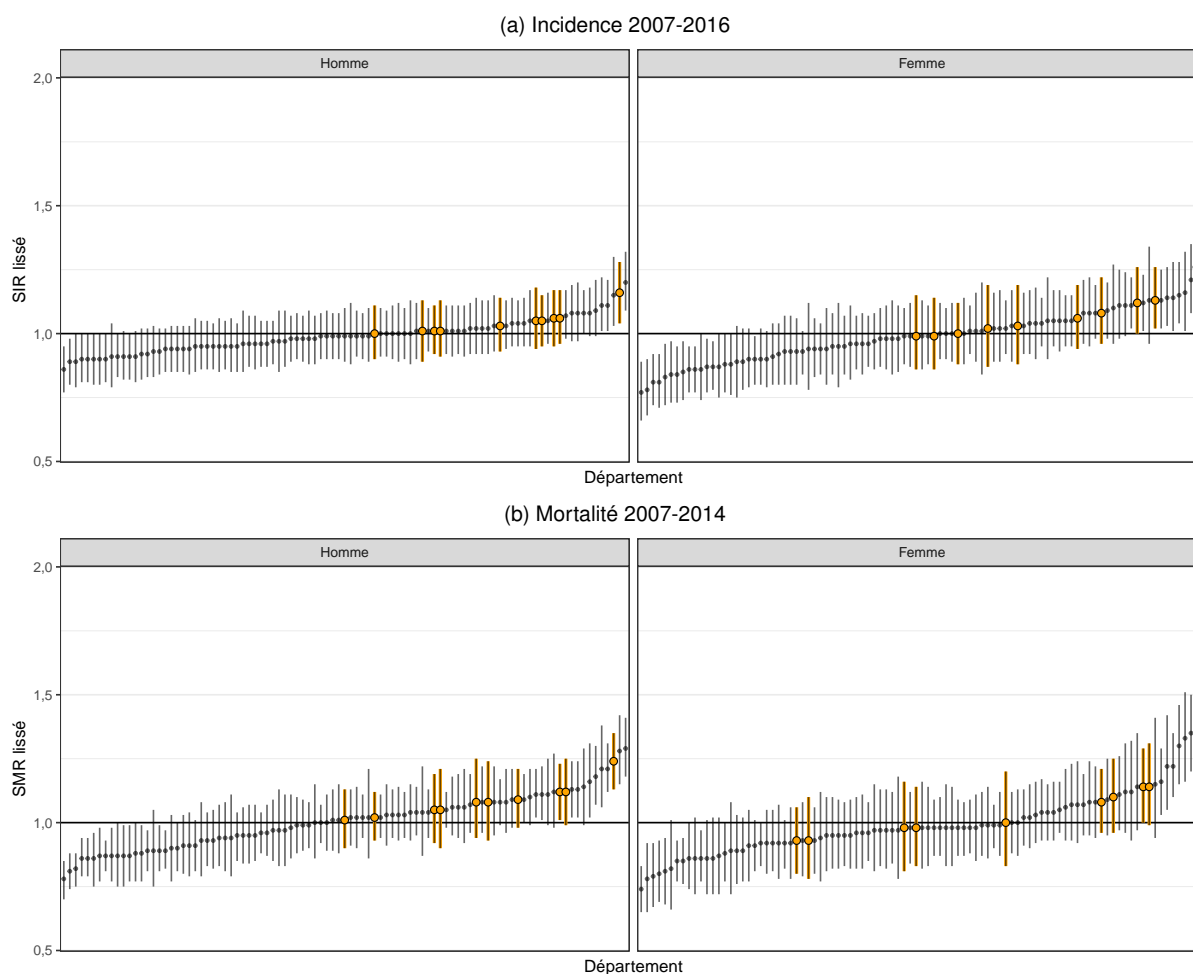 (a) Incidence 2007-2016
Homme
Femme
2,0
1,5
1,0
0,5
SIR lissé
Département
(b) Mortalité 2007-2014
Homme
Femme
2,0
1,5
1,0
0,5
SMR lissé
Département